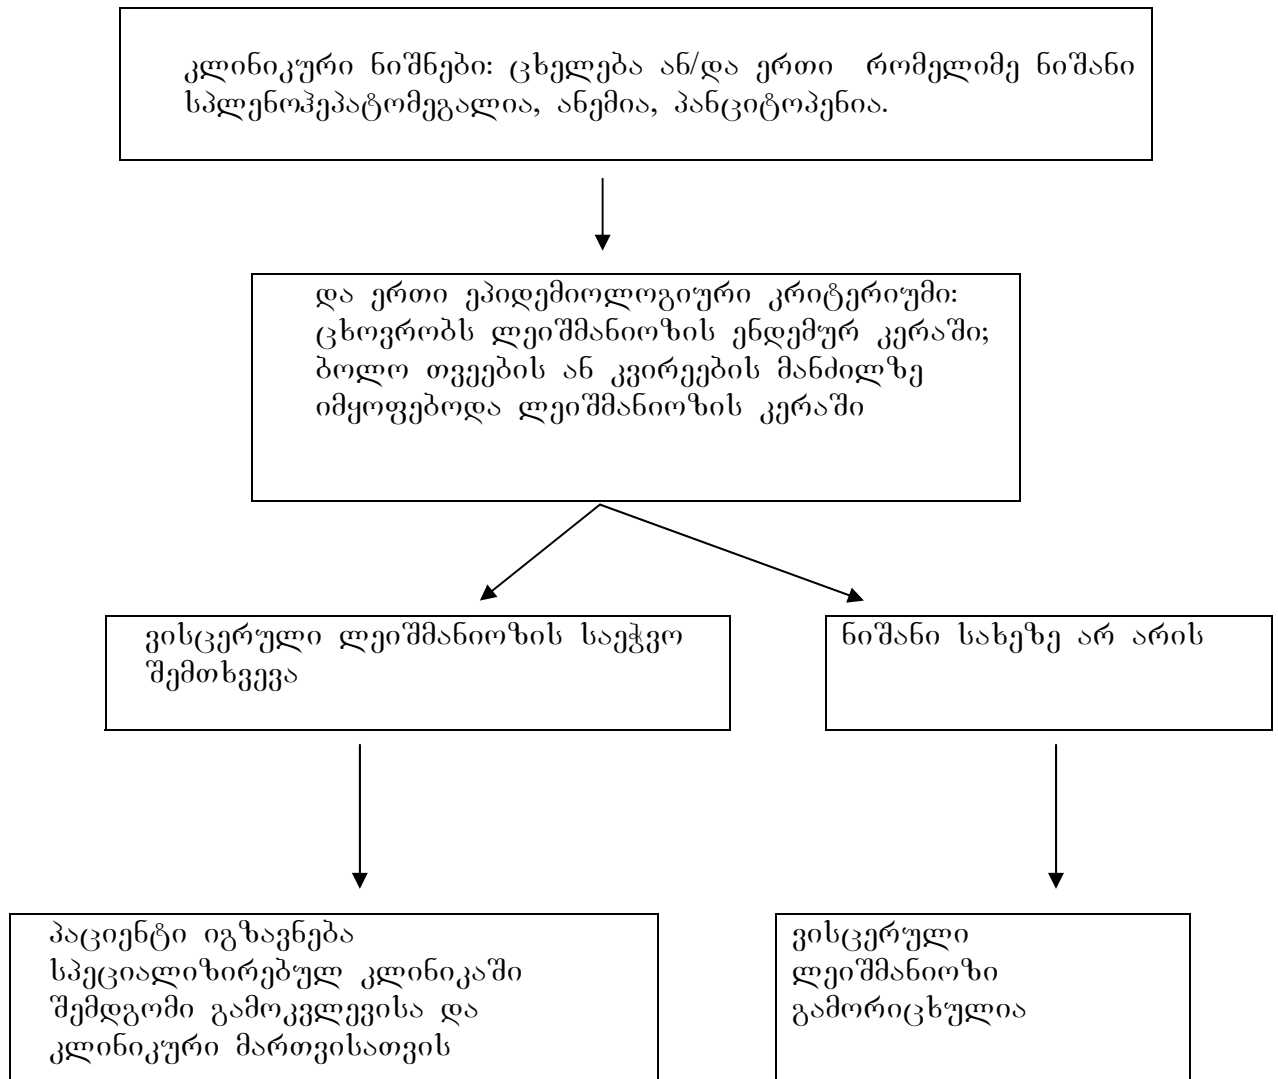 კლინიკური ნიშნები: ცხელება ან/და ერთი რომელიმე ნიშანი
სპლენოჰეპატომეგალია, ანემია, პანციტოპენია.
და ერთი ეპიდემიოლოგიური კრიტერიუმი:
ცხოვრობს ლეიშმანიოზის ენდემურ კერაში;
ბოლო თვეების ან კვირეების მანძილზე
იმყოფებოდა ლეიშმანიოზის კერაში
ვისცერული ლეიშმანიოზის საეჭვო
შემთხვევა
ნიშანი სახეზე არ არის
პაციენტი იგზავნება
სპეციალიზირებულ კლინიკაში
შემდგომი გამოკვლევისა და
კლინიკური მართვისათვის
ვისცერული
ლეიშმანიოზი
გამორიცხულია